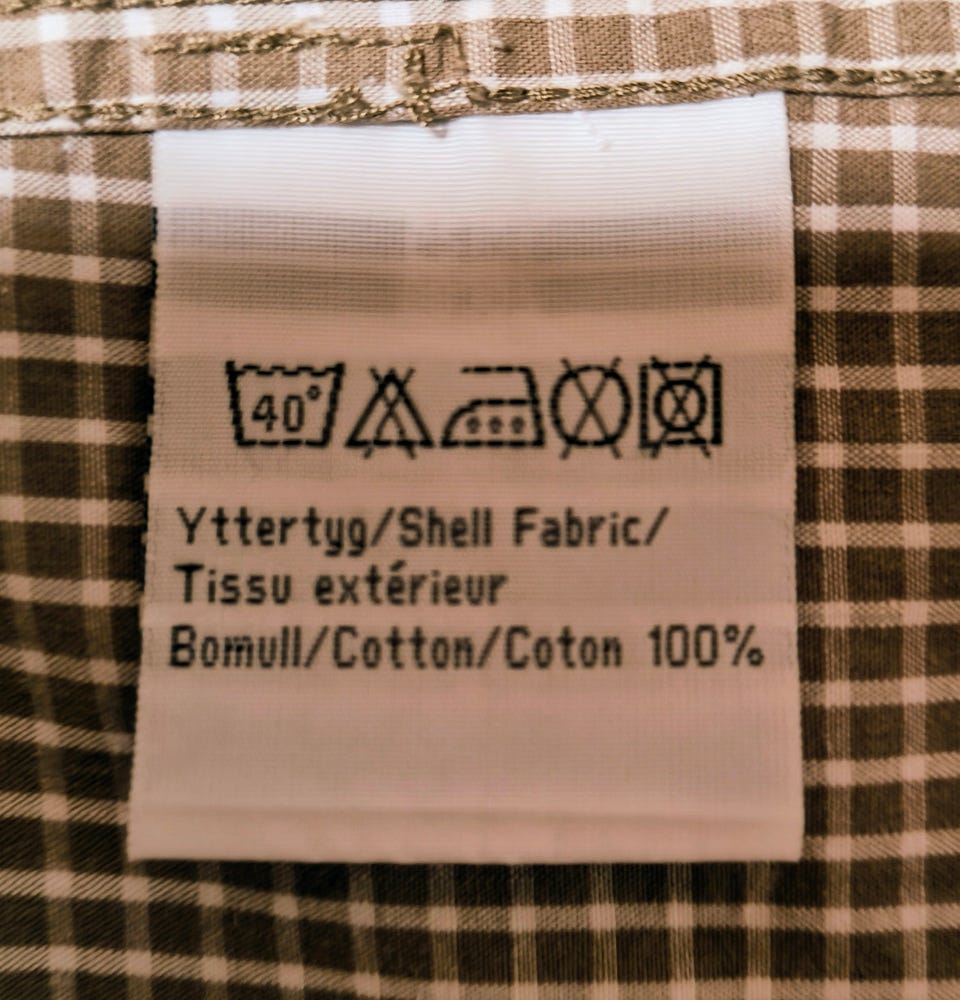 40°
Yttertyg/Shell Fabric/
Tissu extérieur
Bomull/Cotton/Coton 100%